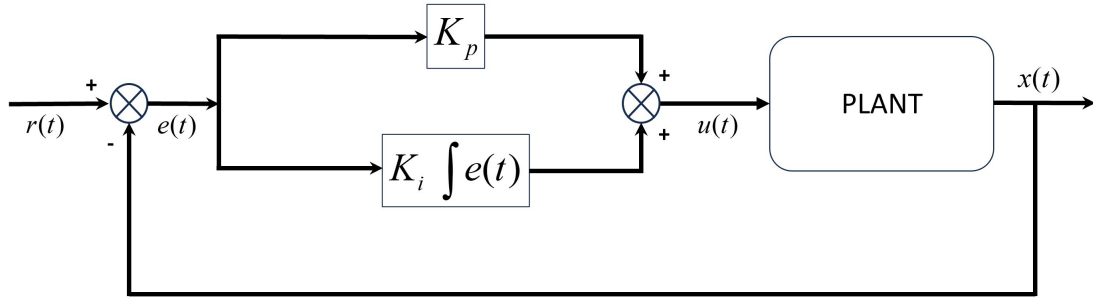 K_p
+
+
PLANT
x(t)
r(t)
-
e(t)
+
u(t)
K_i ∫ e(t)